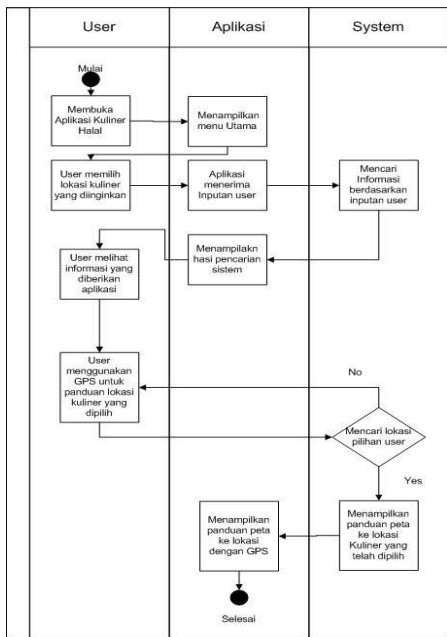 User
Aplikasi
System
Mulai
Membuka
Aplikasi Kuliner
Halal
Menampilkan
menu Utama
User memilih
lokasi kuliner
yang diinginkan
Aplikasi
menerima
Inputan user
Mencari
Informasi
berdasarkan
inputan user
Menampilakn
hasi pencarian
sistem
User melihat
informasi yang
diberikan
aplikasi
User
menggunakan
GPS untuk
panduan lokasi
kuliner yang
dipilih
No
Mencari lokasi
pilihan user
Yes
Menampilkan
panduan peta
ke lokasi
Kuliner yang
telah dipilih
Menampilkan
panduan peta
ke lokasi
dengan GPS
Selesai